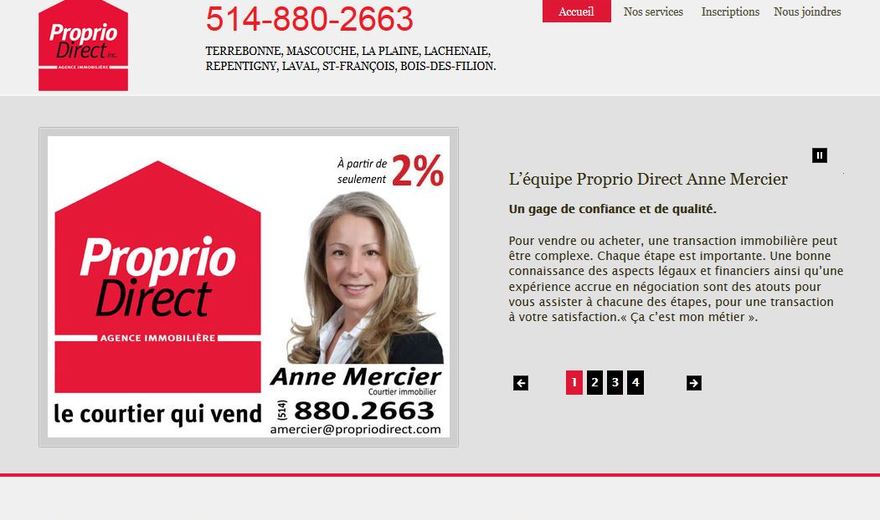 Proprio
Direct inc.
AGENCE IMMOBILIÈRE
514-880-2663
TERREBONNE, MASCOUCHE, LA PLAINE, LACHENAIE,
REPENTIGNY, LAVAL, ST-FRANÇOIS, BOIS-DES-FILION.
Accueil
Nos services
Inscriptions
Nous joindres
À partir de
seulement 2%
Proprio
Direct
AGENCE IMMOBILIÈRE
Anne Mercier
Courtier immobilier
le courtier qui vend
(514) 880.2663
amercier@propriodirect.com
L'équipe Proprio Direct Anne Mercier
Un gage de confiance et de qualité.
Pour vendre ou acheter, une transaction immobilière peut
être complexe. Chaque étape est importante. Une bonne
connaissance des aspects légaux et financiers ainsi qu'une
expérience accrue en négociation sont des atouts pour
vous assister à chacune des étapes, pour une transaction
à votre satisfaction.« Ça c'est mon métier ».
1 2 3 4